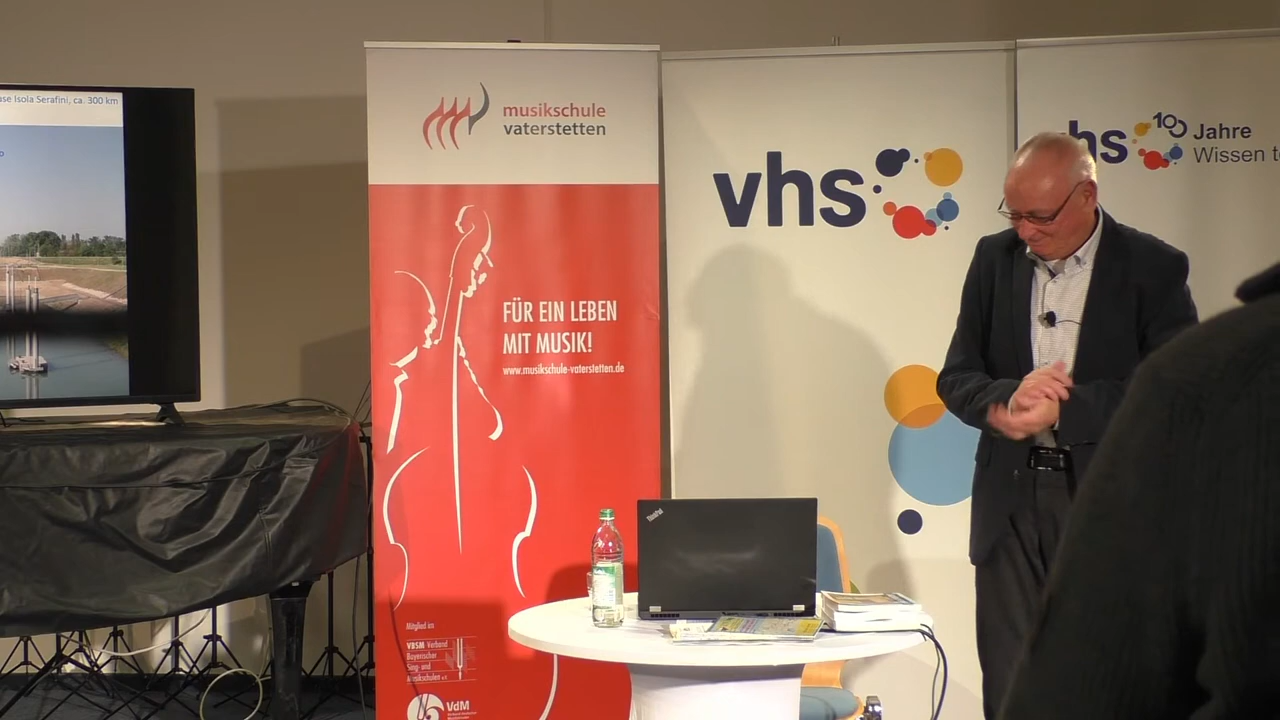 Isola Serafini, ca. 300 km
musikschule
vaterstetten
FÜR EIN LEBEN
MIT MUSIK!
www.musikschule-vaterstetten.de
Mitglied im
VBSM Verband
Bayerischer
Sing- und
Musikschulen e.V.
VdM
vhs
vhs
100 Jahre
Wissen
ThinkPad